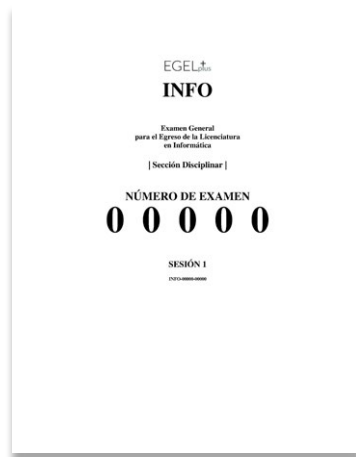 EGEL+plus
INFO
Examen General
para el Egreso de la Licenciatura
en Informática
| Sección Disciplinar |
NÚMERO DE EXAMEN
0 0 0 0 0
SESIÓN 1
INFO-00000-00000